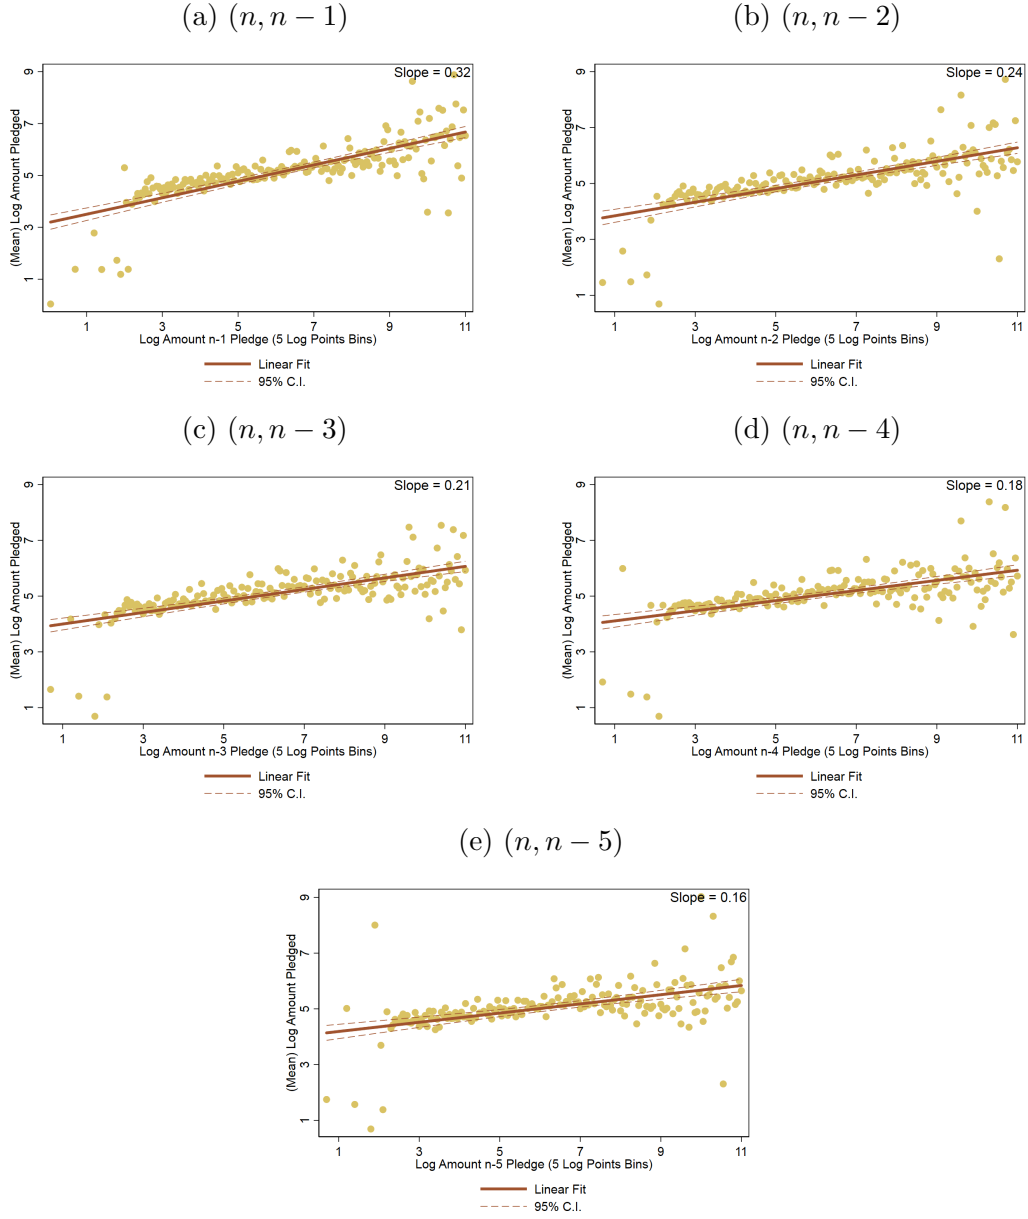 (a) (n, n − 1)
Slope = 0.32
(Mean) Log Amount Pledged
9
7
5
3
1
1 3 5 7 9 11
Log Amount n-1 Pledge (5 Log Points Bins)
Linear Fit
95% C.I.
(b) (n, n − 2)
Slope = 0.24
(Mean) Log Amount Pledged
9
7
5
3
1
1 3 5 7 9 11
Log Amount n-2 Pledge (5 Log Points Bins)
Linear Fit
95% C.I.
(c) (n, n − 3)
Slope = 0.21
(Mean) Log Amount Pledged
9
7
5
3
1
1 3 5 7 9 11
Log Amount n-3 Pledge (5 Log Points Bins)
Linear Fit
95% C.I.
(d) (n, n − 4)
Slope = 0.18
(Mean) Log Amount Pledged
9
7
5
3
1
1 3 5 7 9 11
Log Amount n-4 Pledge (5 Log Points Bins)
Linear Fit
95% C.I.
(e) (n, n − 5)
Slope = 0.16
(Mean) Log Amount Pledged
9
7
5
3
1
1 3 5 7 9 11
Log Amount n-5 Pledge (5 Log Points Bins)
Linear Fit
95% C.I.